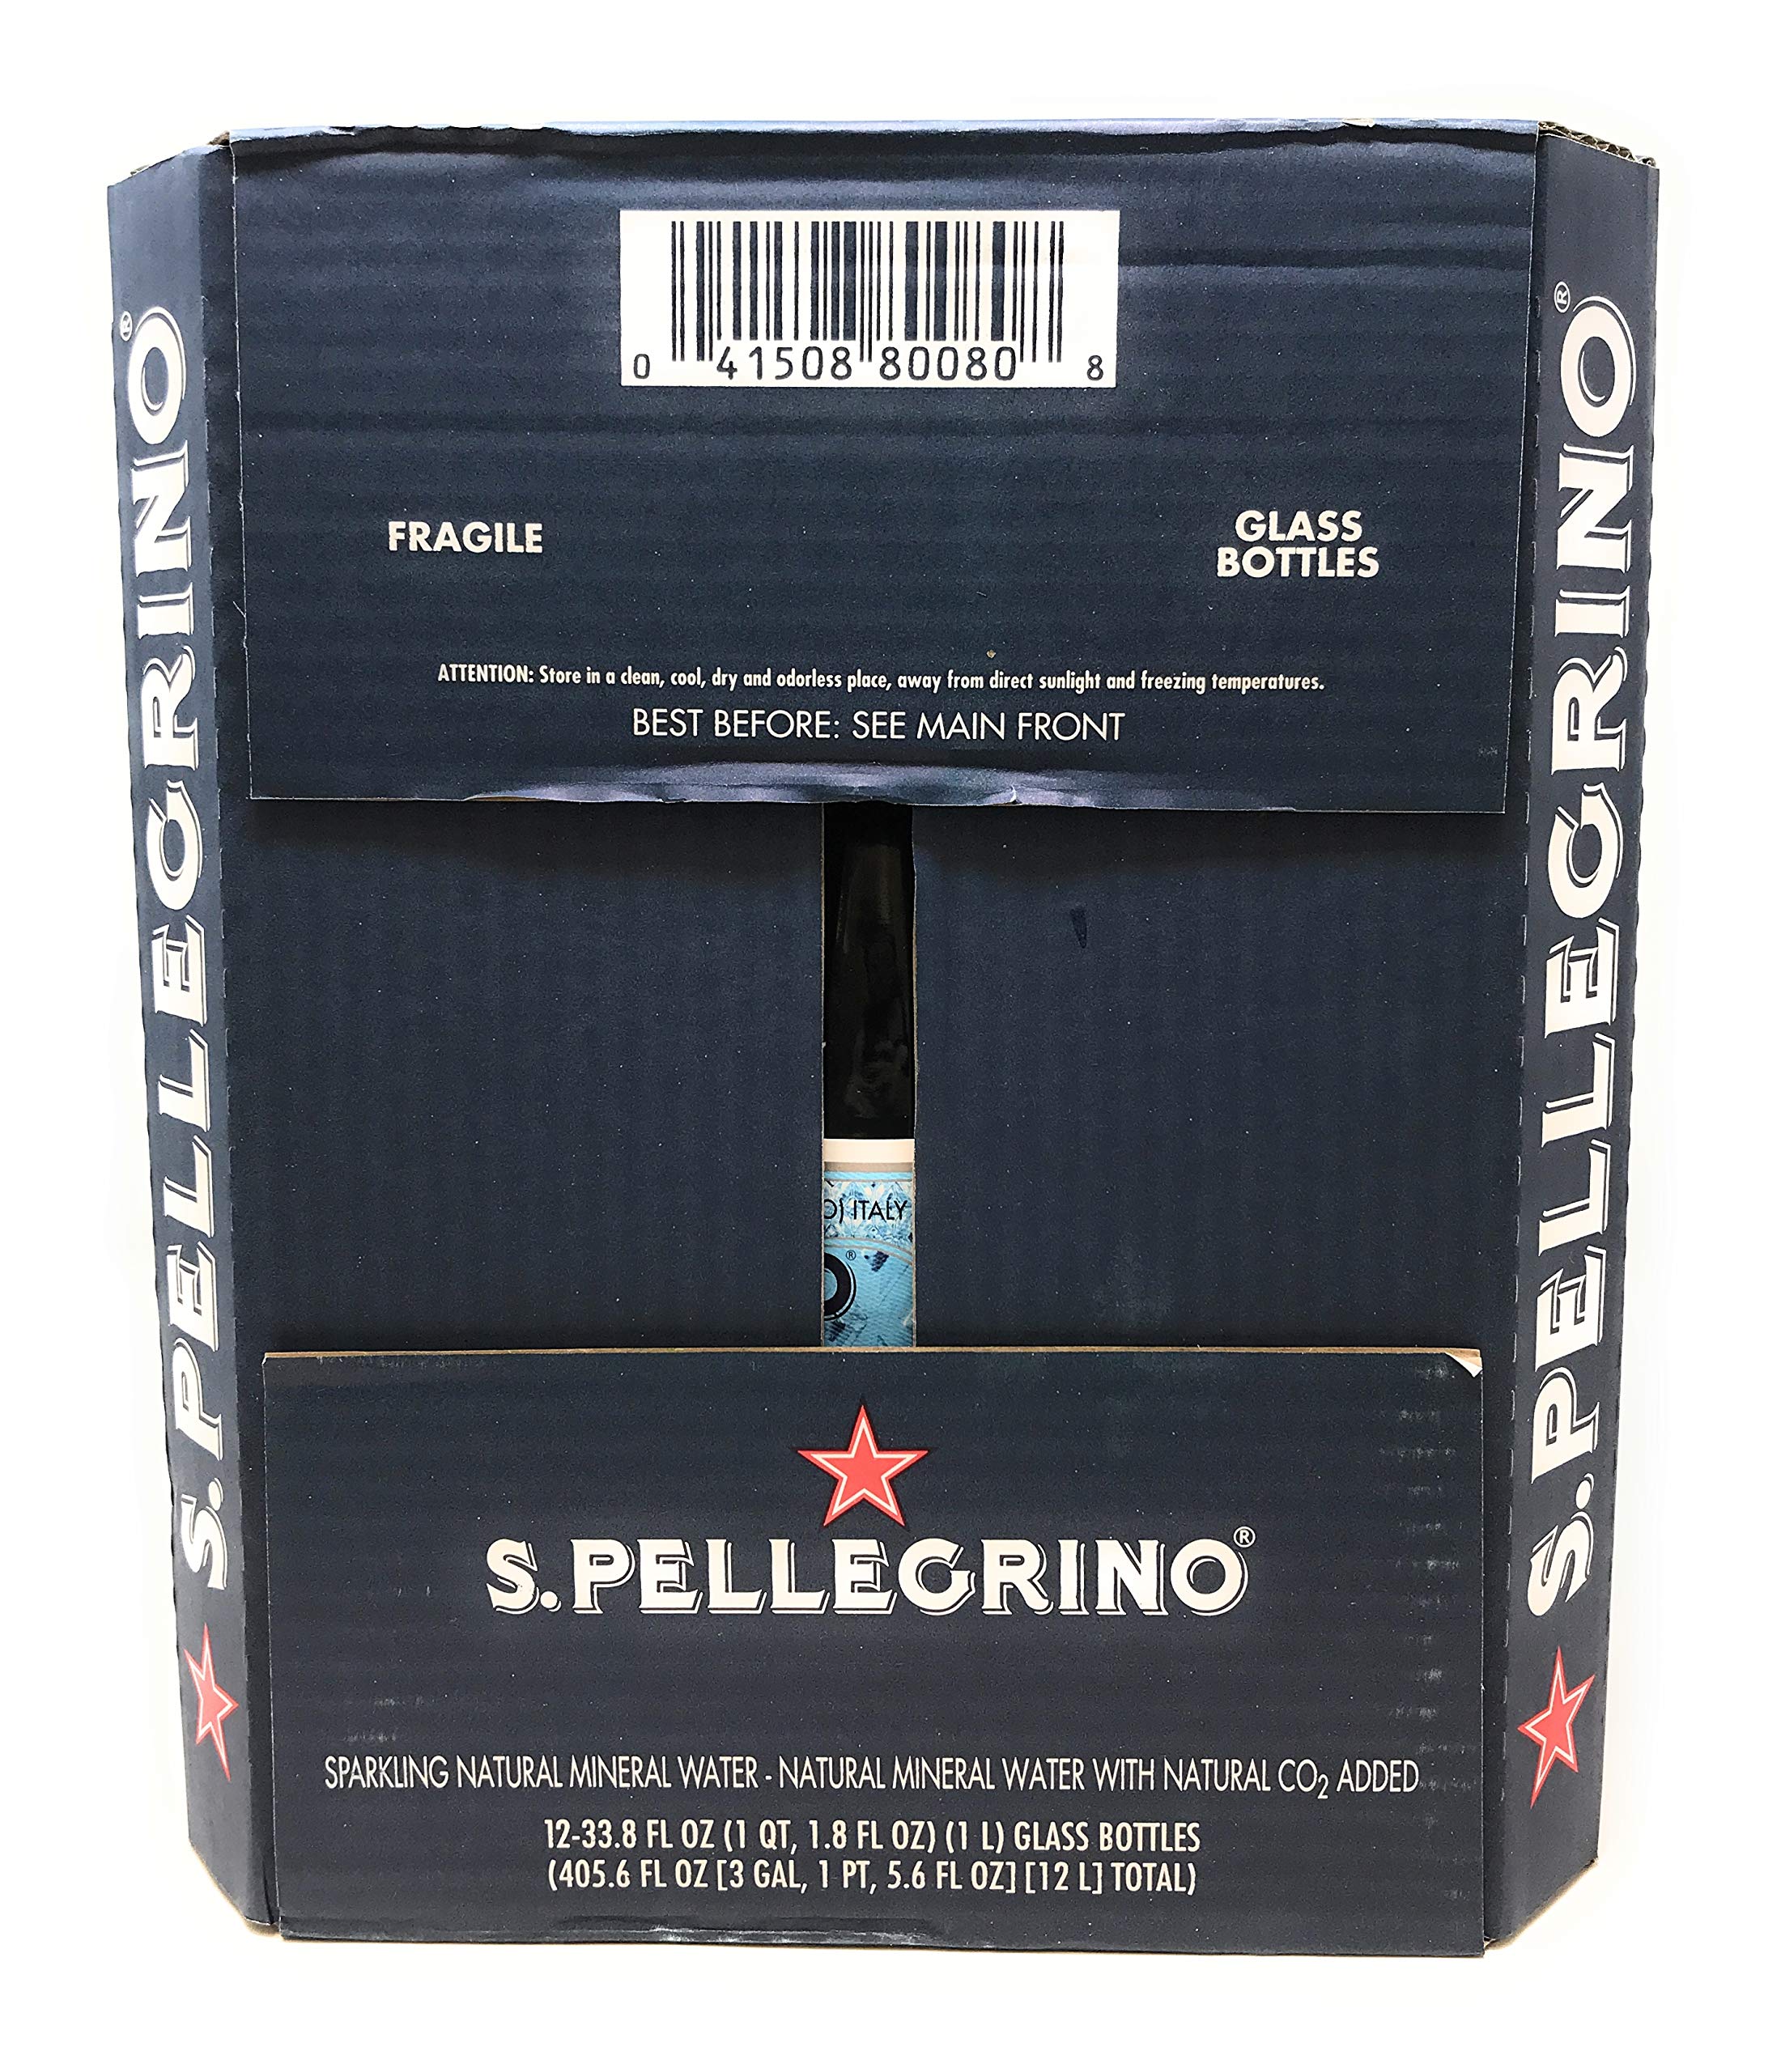 0 41508 80080 8
FRAGILE
GLASS
BOTTLES
ATTENTION: Store in a clean, cool, dry and odorless place, away from direct sunlight and freezing temperatures.
BEST BEFORE: SEE MAIN FRONT
S.PELLEGRINO®
S.PELLEGRINO®
ITALY
®
S.PELLEGRINO®
SPARKLING NATURAL MINERAL WATER - NATURAL MINERAL WATER WITH NATURAL CO₂ ADDED
12-33.8 FL OZ (1 QT, 1.8 FL OZ) (1 L) GLASS BOTTLES
(405.6 FL OZ [3 GAL, 1 PT, 5.6 FL OZ] [12 L] TOTAL)